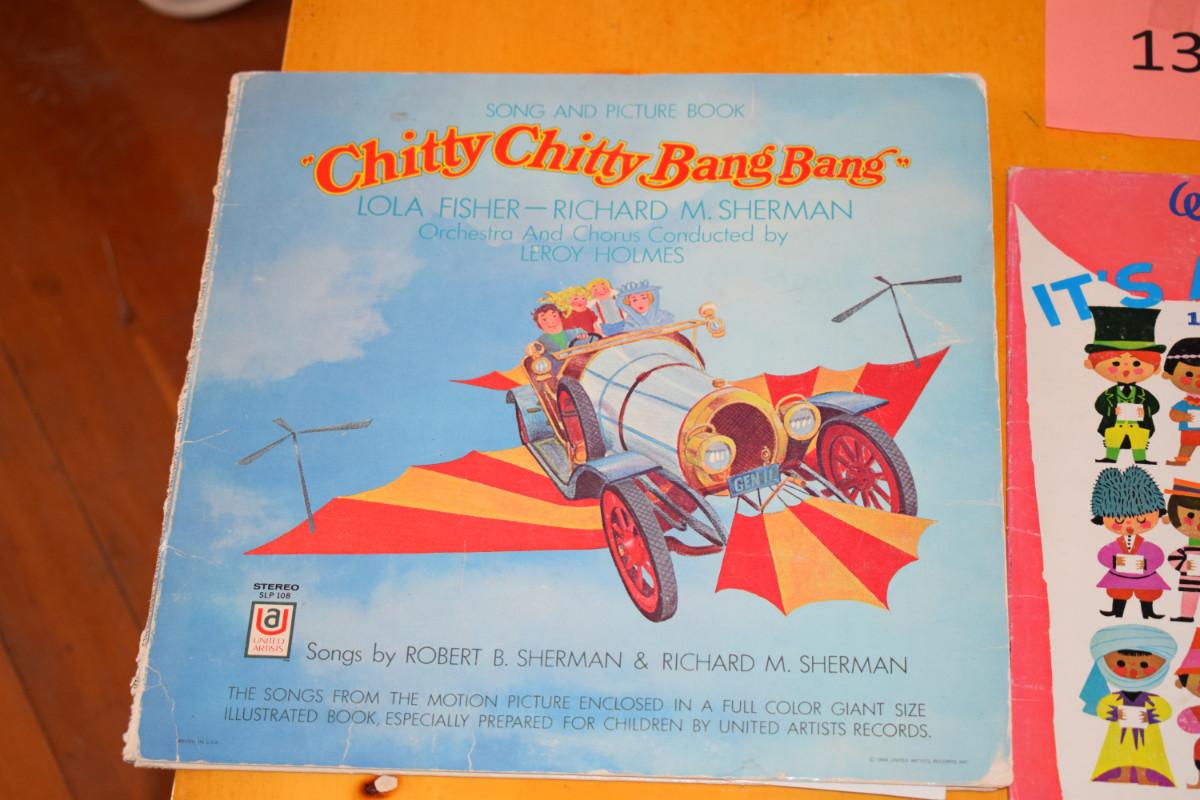 SONG AND PICTURE BOOK
"Chitty Chitty Bang Bang"
LOLA FISHER—RICHARD M. SHERMAN
Orchestra And Chorus Conducted by
LEROY HOLMES
GEN 11
STEREO
SLP 108
ua
UNITED
ARTISTS
Songs by ROBERT B. SHERMAN & RICHARD M. SHERMAN
THE SONGS FROM THE MOTION PICTURE ENCLOSED IN A FULL COLOR GIANT SIZE
ILLUSTRATED BOOK, ESPECIALLY PREPARED FOR CHILDREN BY UNITED ARTISTS RECORDS.
13
IT'S